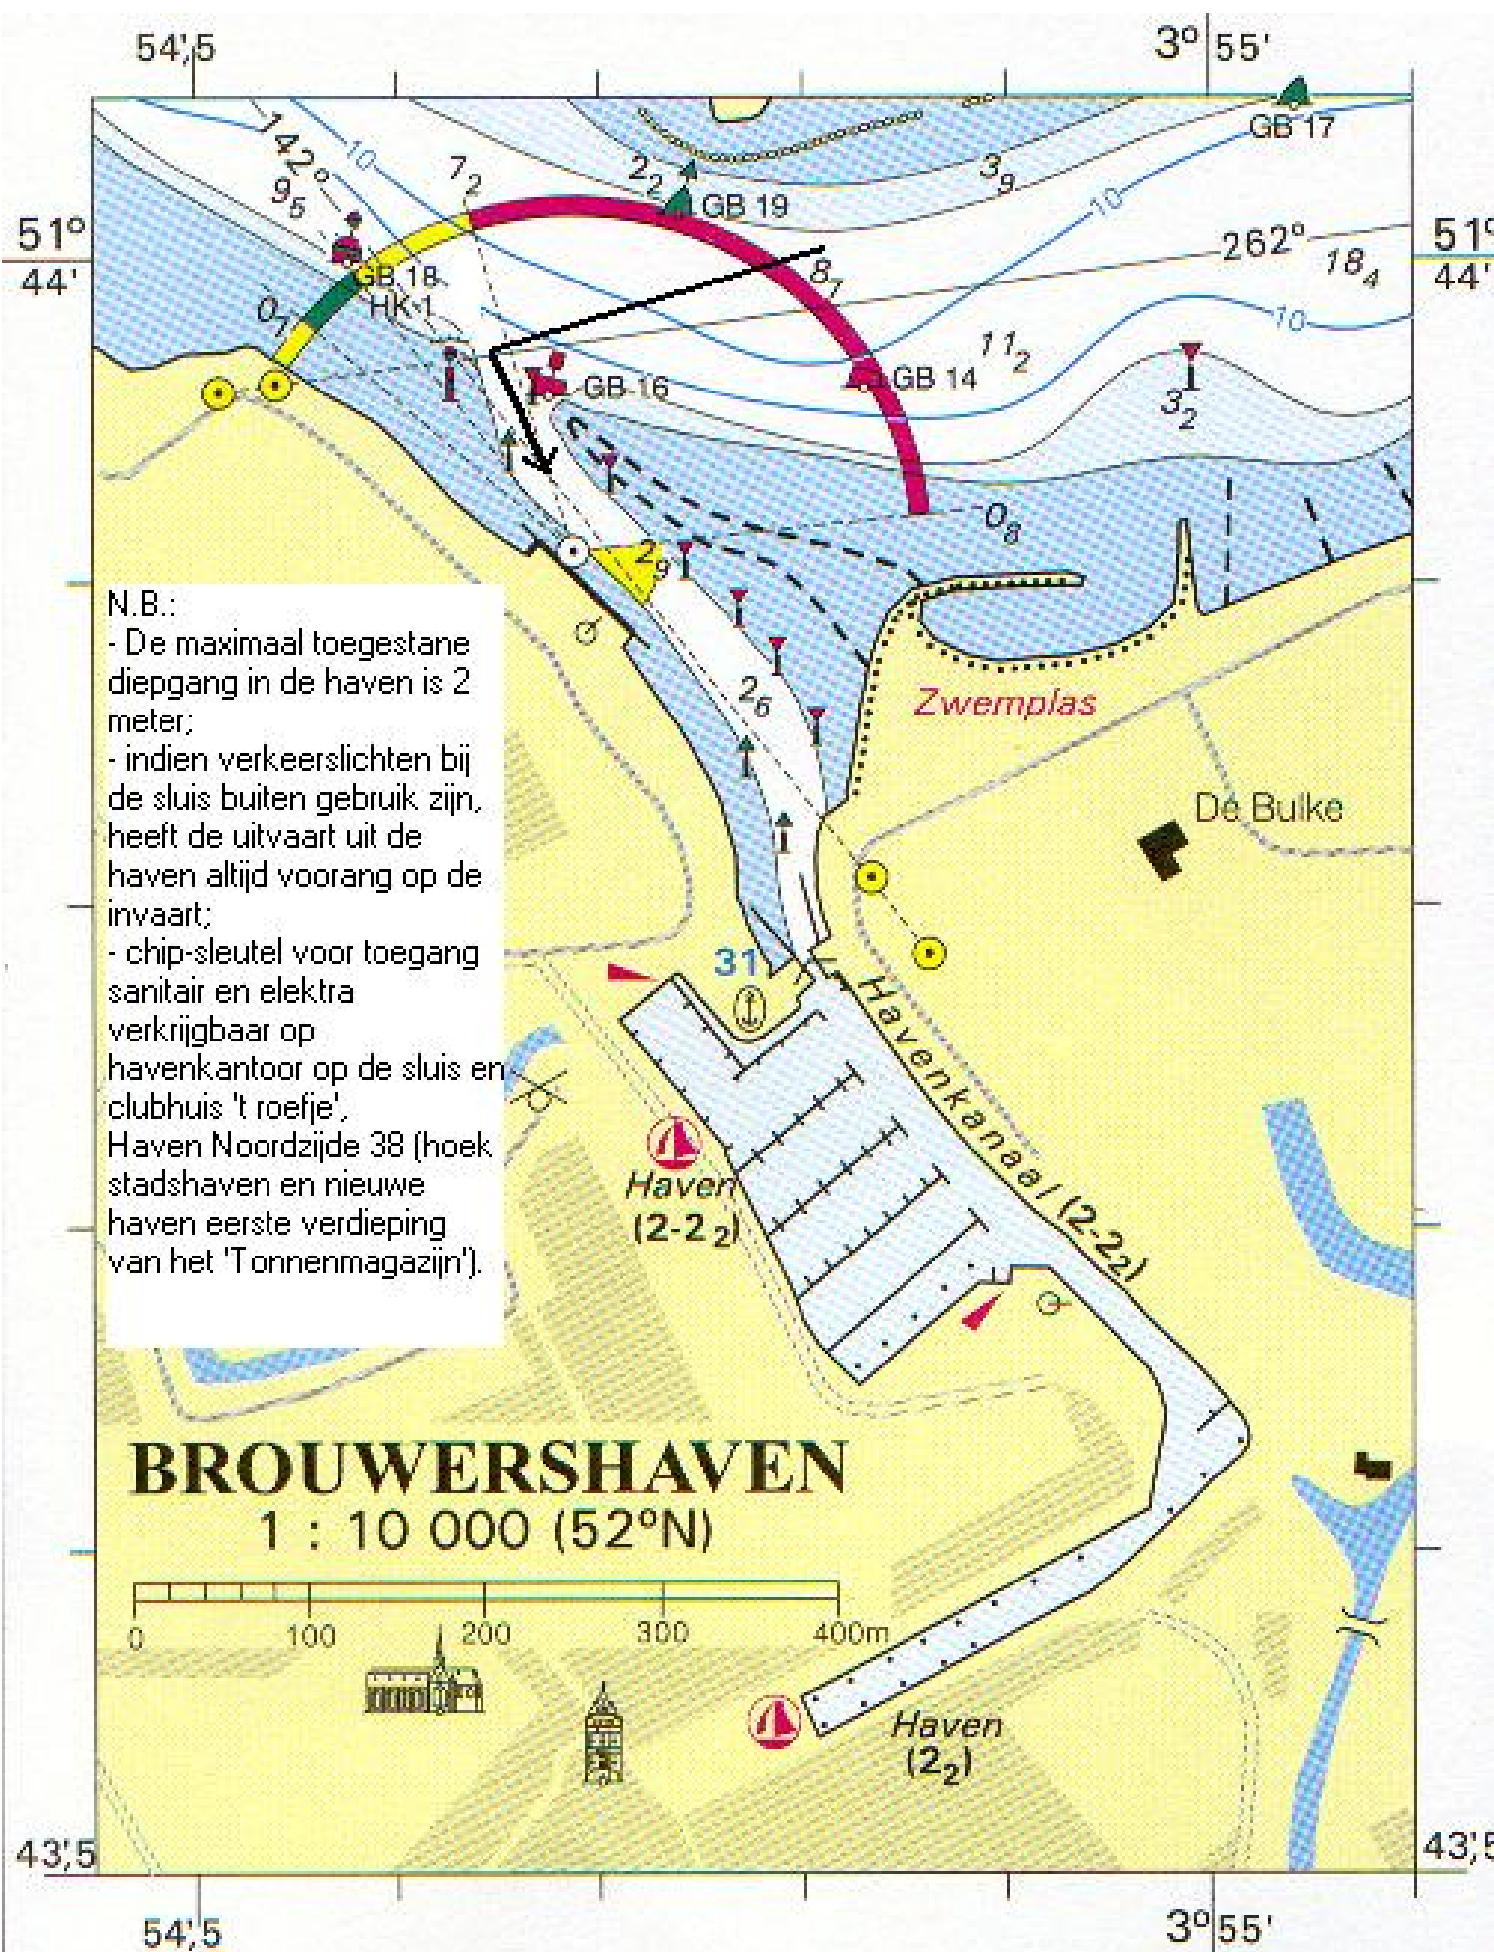 54',5
3° 55'
GB 17
142°
10
9₅
7₂
2₂
3₉
GB 19
10
51°
44'
262°
18₄
51°
44'
GB 18
HK-1
0₇
8₇
10
11₂
GB-16
GB 14
3₂
0₈
2₉
N.B.:
- De maximaal toegestane
diepgang in de haven is 2
meter;
- indien verkeerslichten bij
de sluis buiten gebruik zijn,
heeft de uitvaart uit de
haven altijd voorang op de
invaart;
- chip-sleutel voor toegang
sanitair en elektra
verkrijgbaar op
havenkantoor op de sluis en
clubhuis 't roefje',
Haven Noordzijde 38 (hoek
stadshaven en nieuwe
haven eerste verdieping
van het 'Tonnenmagazijn').
2₆
Zwemplas
De Bulke
31
Havenkanaal (2-2₂)
Haven
(2-2₂)
BROUWERSHAVEN
1 : 10 000 (52°N)
0 100 200 300 400m
Haven
(2₂)
43',5
43',5
54',5
3° 55'